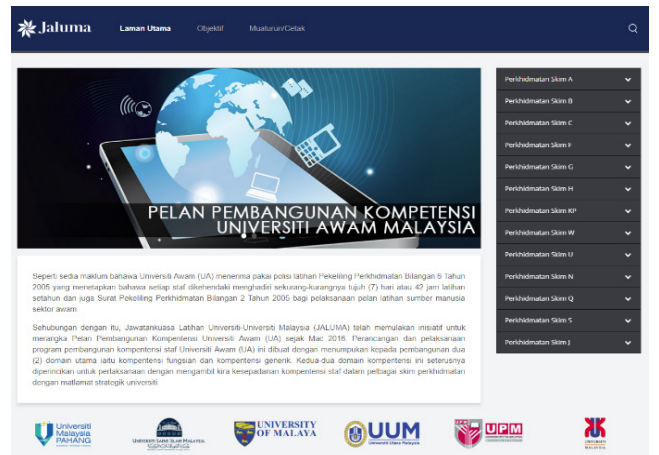 Jaluma
Laman Utama
Objektif
Muaturun/Cetak
PELAN PEMBANGUNAN KOMPETENSI
UNIVERSITI AWAM MALAYSIA
Seperti sedia maklum bahawa Universiti Awam (UA) menerima pakai polisi latihan Pekeliling Perkhidmatan Bilangan 6 Tahun
2005 yang menetapkan bahawa setiap staf dikehendaki menghadiri sekurang-kurangnya tujuh (7) hari atau 42 jam latihan
setahun dan juga Surat Pekeliling Perkhidmatan Bilangan 2 Tahun 2005 bagi pelaksanaan pelan latihan sumber manusia
sektor awam.
Sehubungan dengan itu, Jawatankuasa Latihan Universiti-Universiti Malaysia (JALUMA) telah memulakan inisiatif untuk
merangka Pelan Pembangunan Kompetensi Universiti Awam (UA) sejak Mac 2016. Perancangan dan pelaksanaan
program pembangunan kompentensi staf Universiti Awam (UA) ini dibuat dengan menumpukan kepada pembangunan dua
(2) domain utama iaitu kompetensi fungsian dan kompetensi generik. Kedua-dua domain kompertensi ini seterusnya
diperincikan untuk perlaksanaan dengan mengambil kira kesepadanan kompetensi staf dalam pelbagai skim perkhidmatan
dengan matlamat strategik universiti.
Perkhidmatan Skim A
Perkhidmatan Skim B
Perkhidmatan Skim C
Perkhidmatan Skim F
Perkhidmatan Skim G
Perkhidmatan Skim H
Perkhidmatan Skim KP
Perkhidmatan Skim W
Perkhidmatan Skim U
Perkhidmatan Skim N
Perkhidmatan Skim Q
Perkhidmatan Skim S
Perkhidmatan Skim J
Universiti
Malaysia
PAHANG
UNIVERSITI SAINS ISLAM MALAYSIA
UNIVERSITY
OF MALAYA
UUM
Universiti Utara Malaysia
UPM